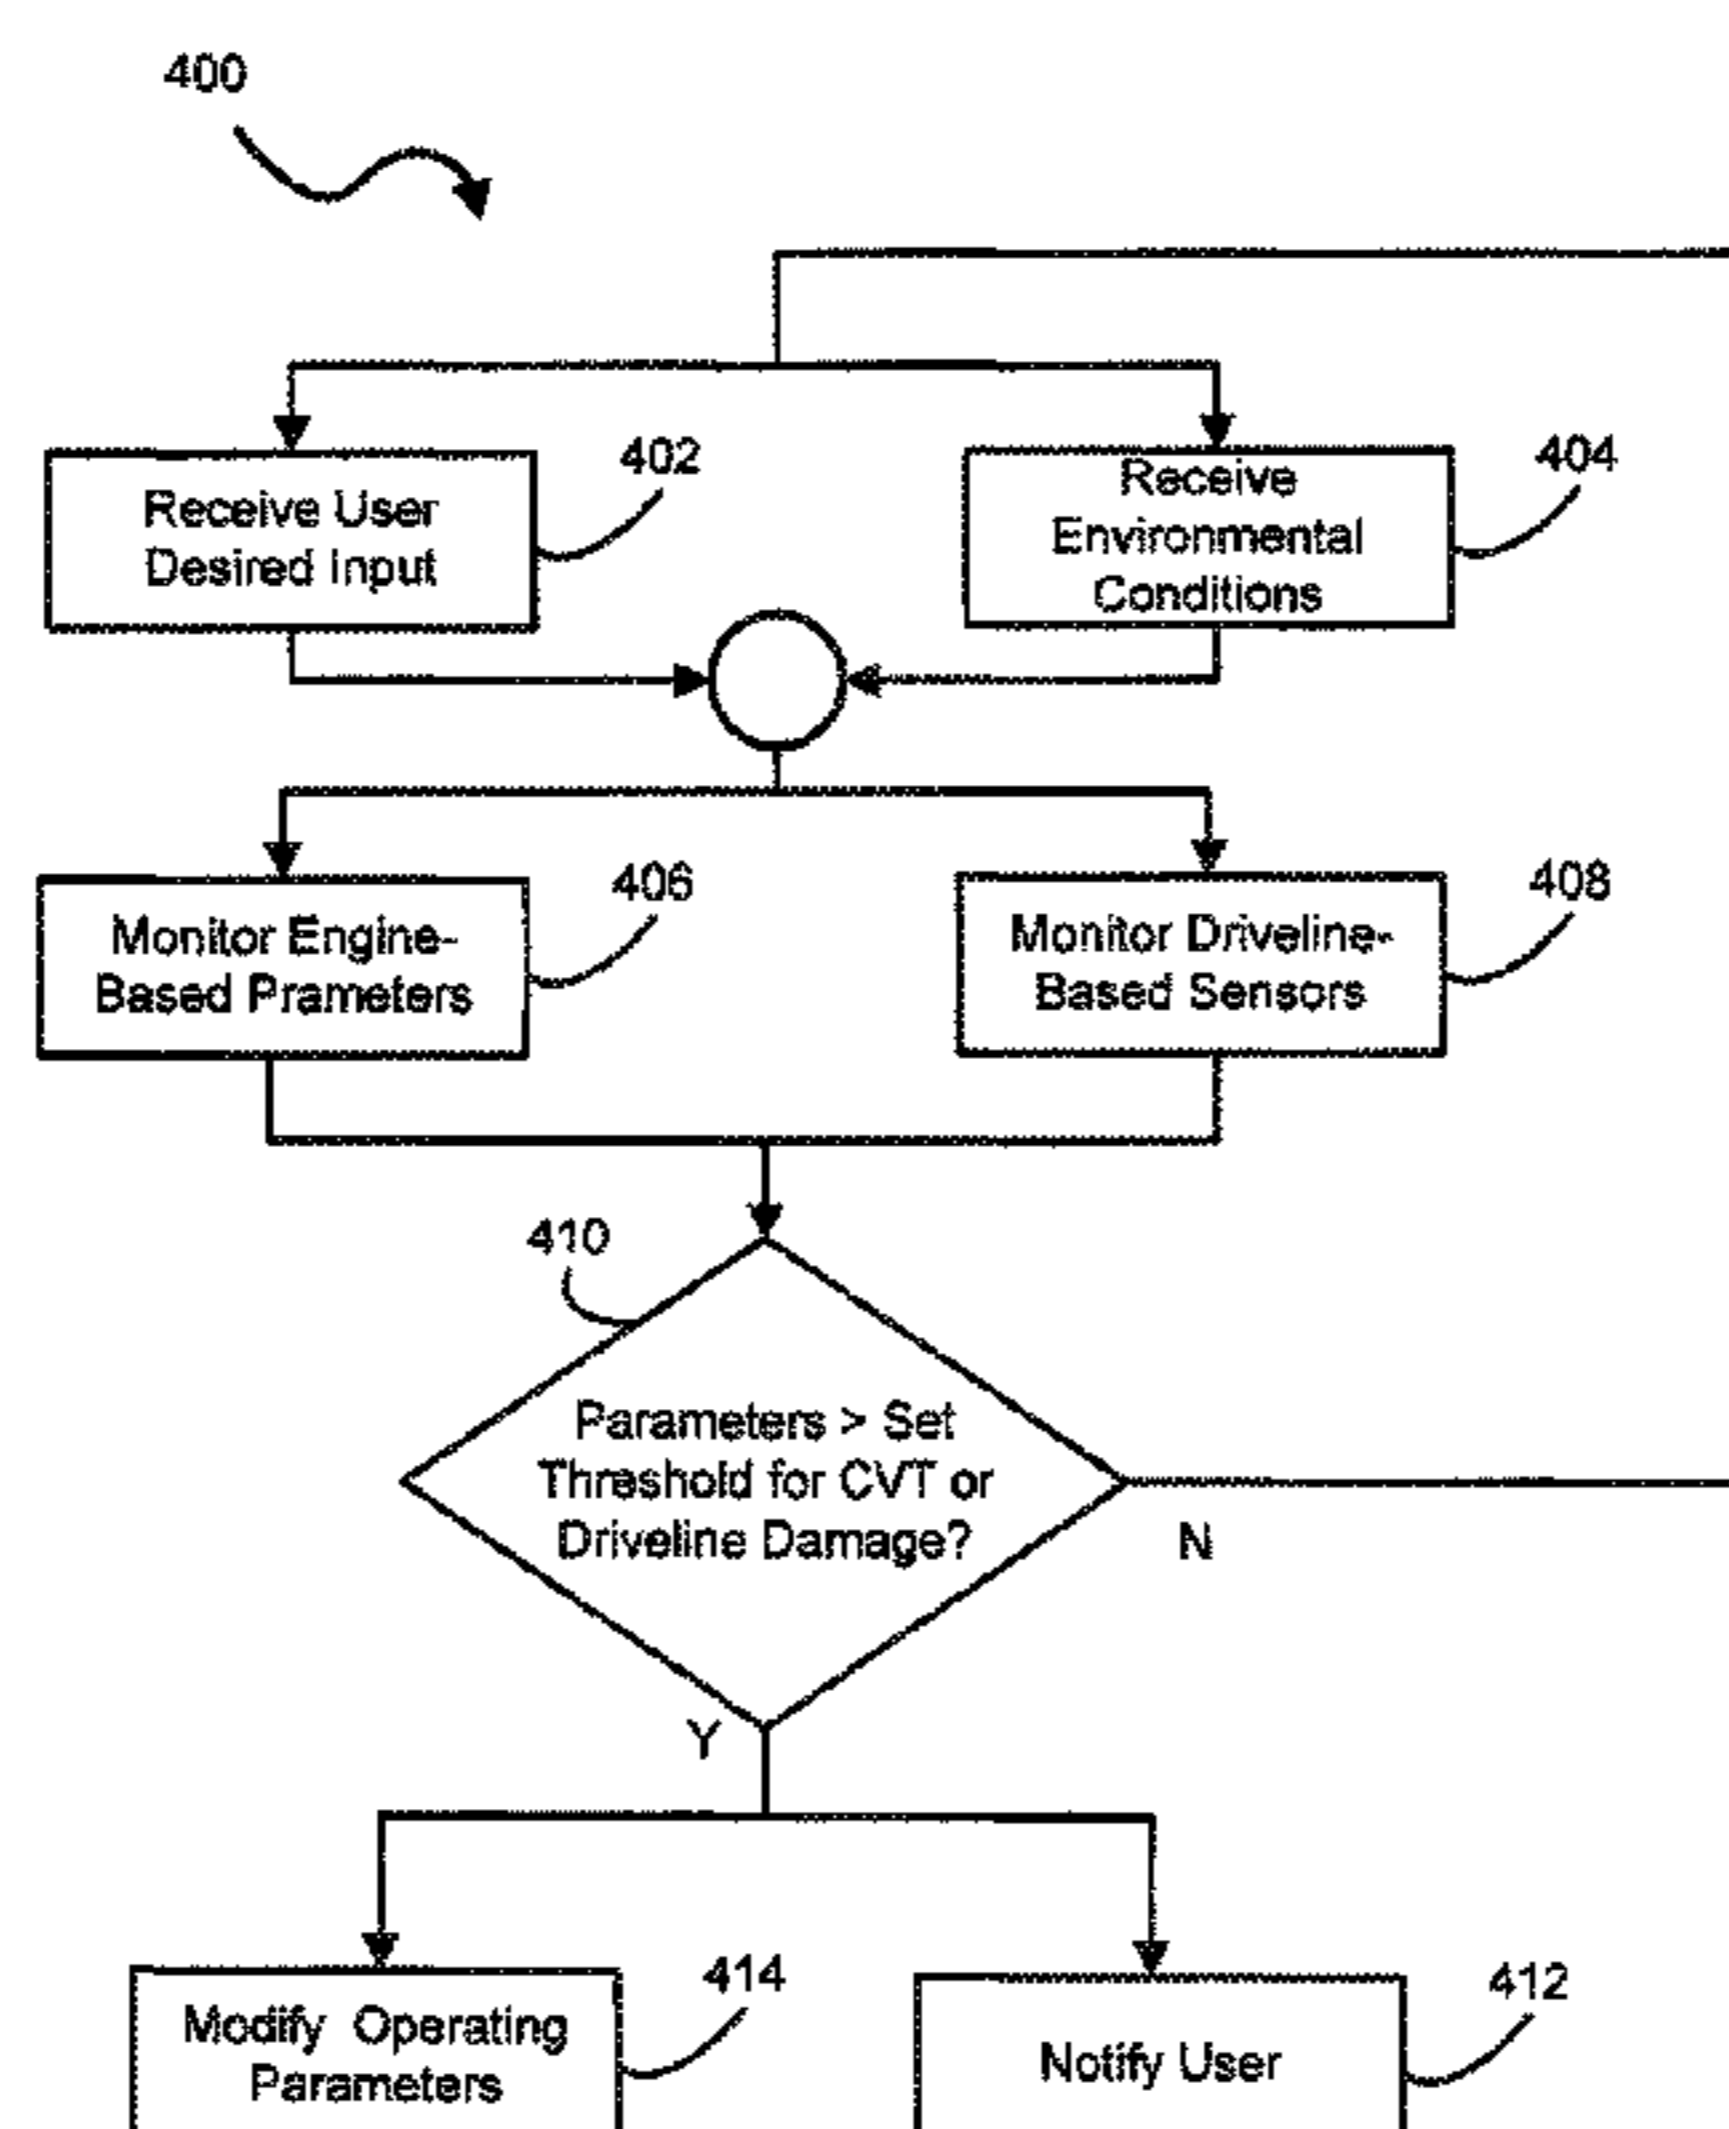 400
402
Receive User
Desired Input
404
Receive
Environmental
Conditions
406
Monitor Engine-
Based Prameters
408
Monitor Driveline-
Based Sensors
410
Parameters > Set
Threshold for CVT or
Driveline Damage?
N
Y
414
Modify Operating
Parameters
412
Notify User